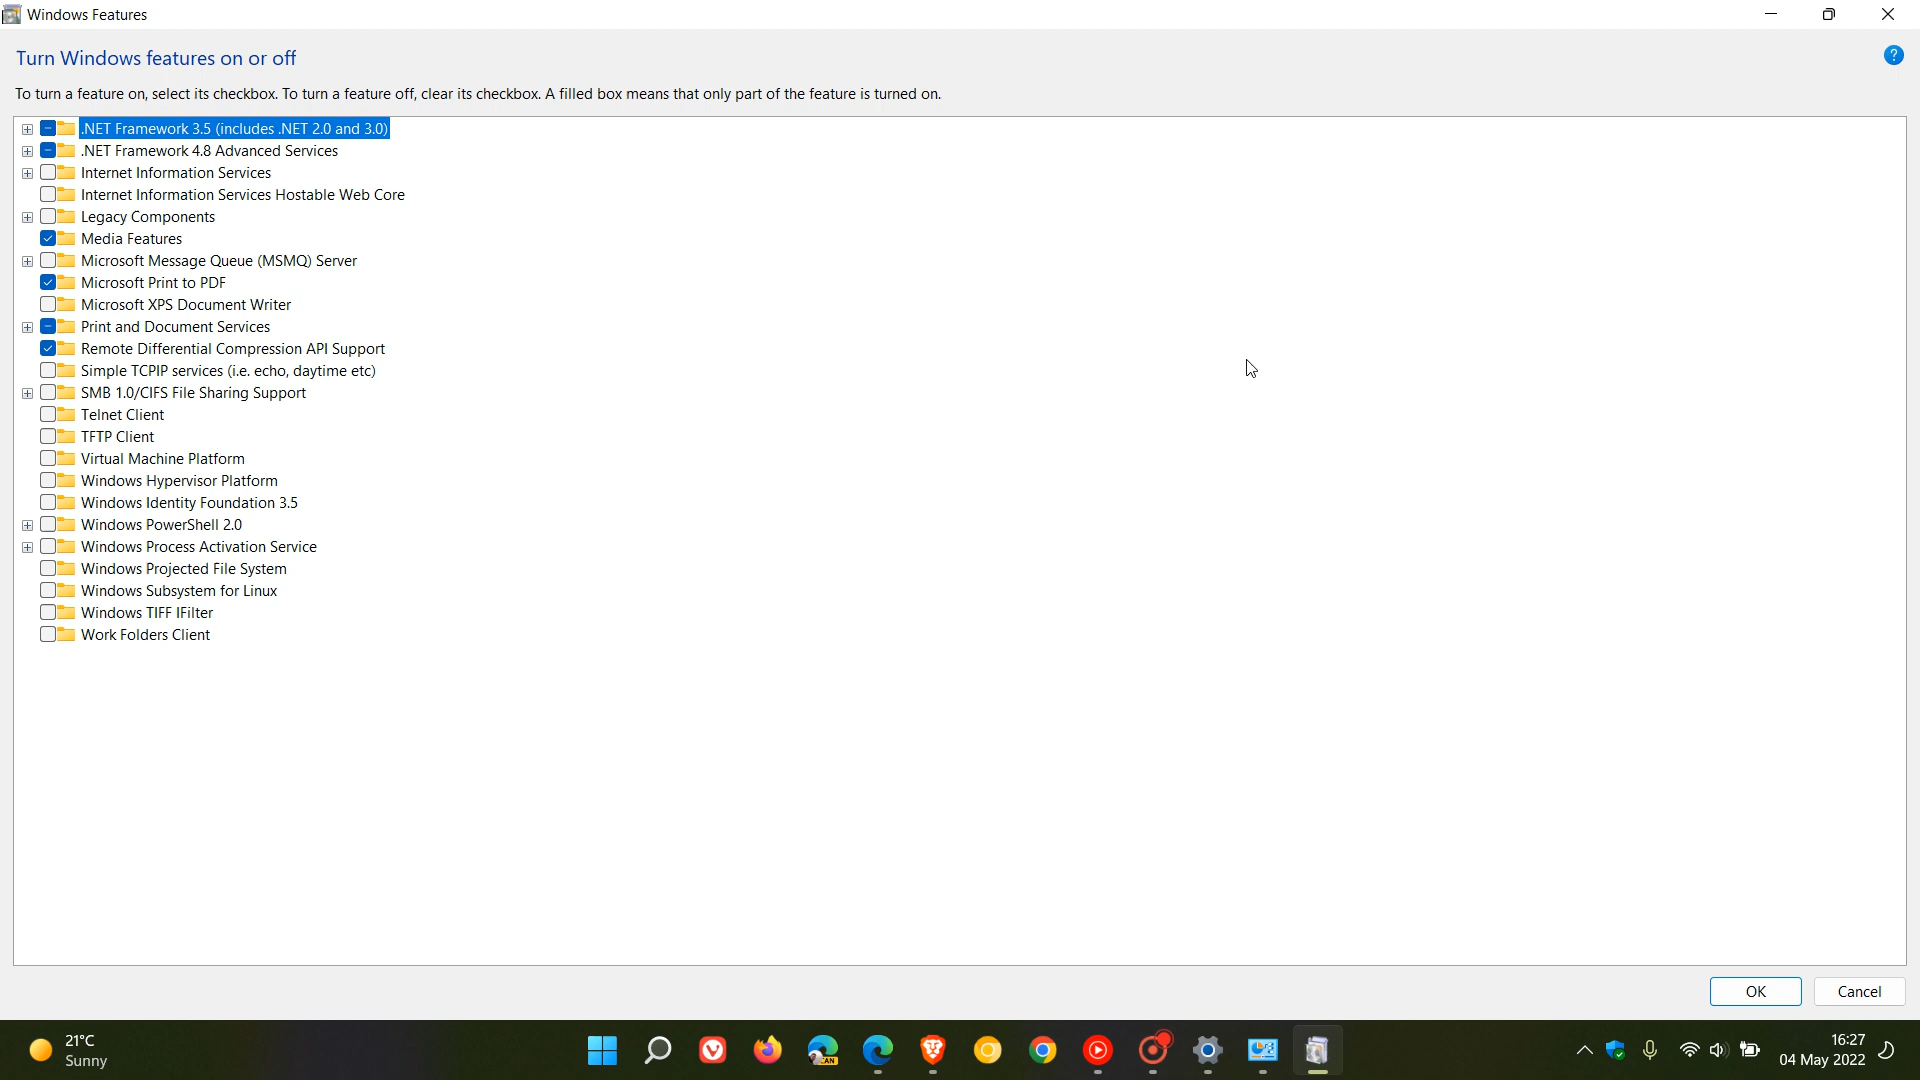 Windows Features
Turn Windows features on or off
To turn a feature on, select its checkbox. To turn a feature off, clear its checkbox. A filled box means that only part of the feature is turned on.
.NET Framework 3.5 (includes .NET 2.0 and 3.0)
.NET Framework 4.8 Advanced Services
Internet Information Services
Internet Information Services Hostable Web Core
Legacy Components
Media Features
Microsoft Message Queue (MSMQ) Server
Microsoft Print to PDF
Microsoft XPS Document Writer
Print and Document Services
Remote Differential Compression API Support
Simple TCPIP services (i.e. echo, daytime etc)
SMB 1.0/CIFS File Sharing Support
Telnet Client
TFTP Client
Virtual Machine Platform
Windows Hypervisor Platform
Windows Identity Foundation 3.5
Windows PowerShell 2.0
Windows Process Activation Service
Windows Projected File System
Windows Subsystem for Linux
Windows TIFF IFilter
Work Folders Client
OK Cancel
21°C
Sunny
CAN
16:27
04 May 2022